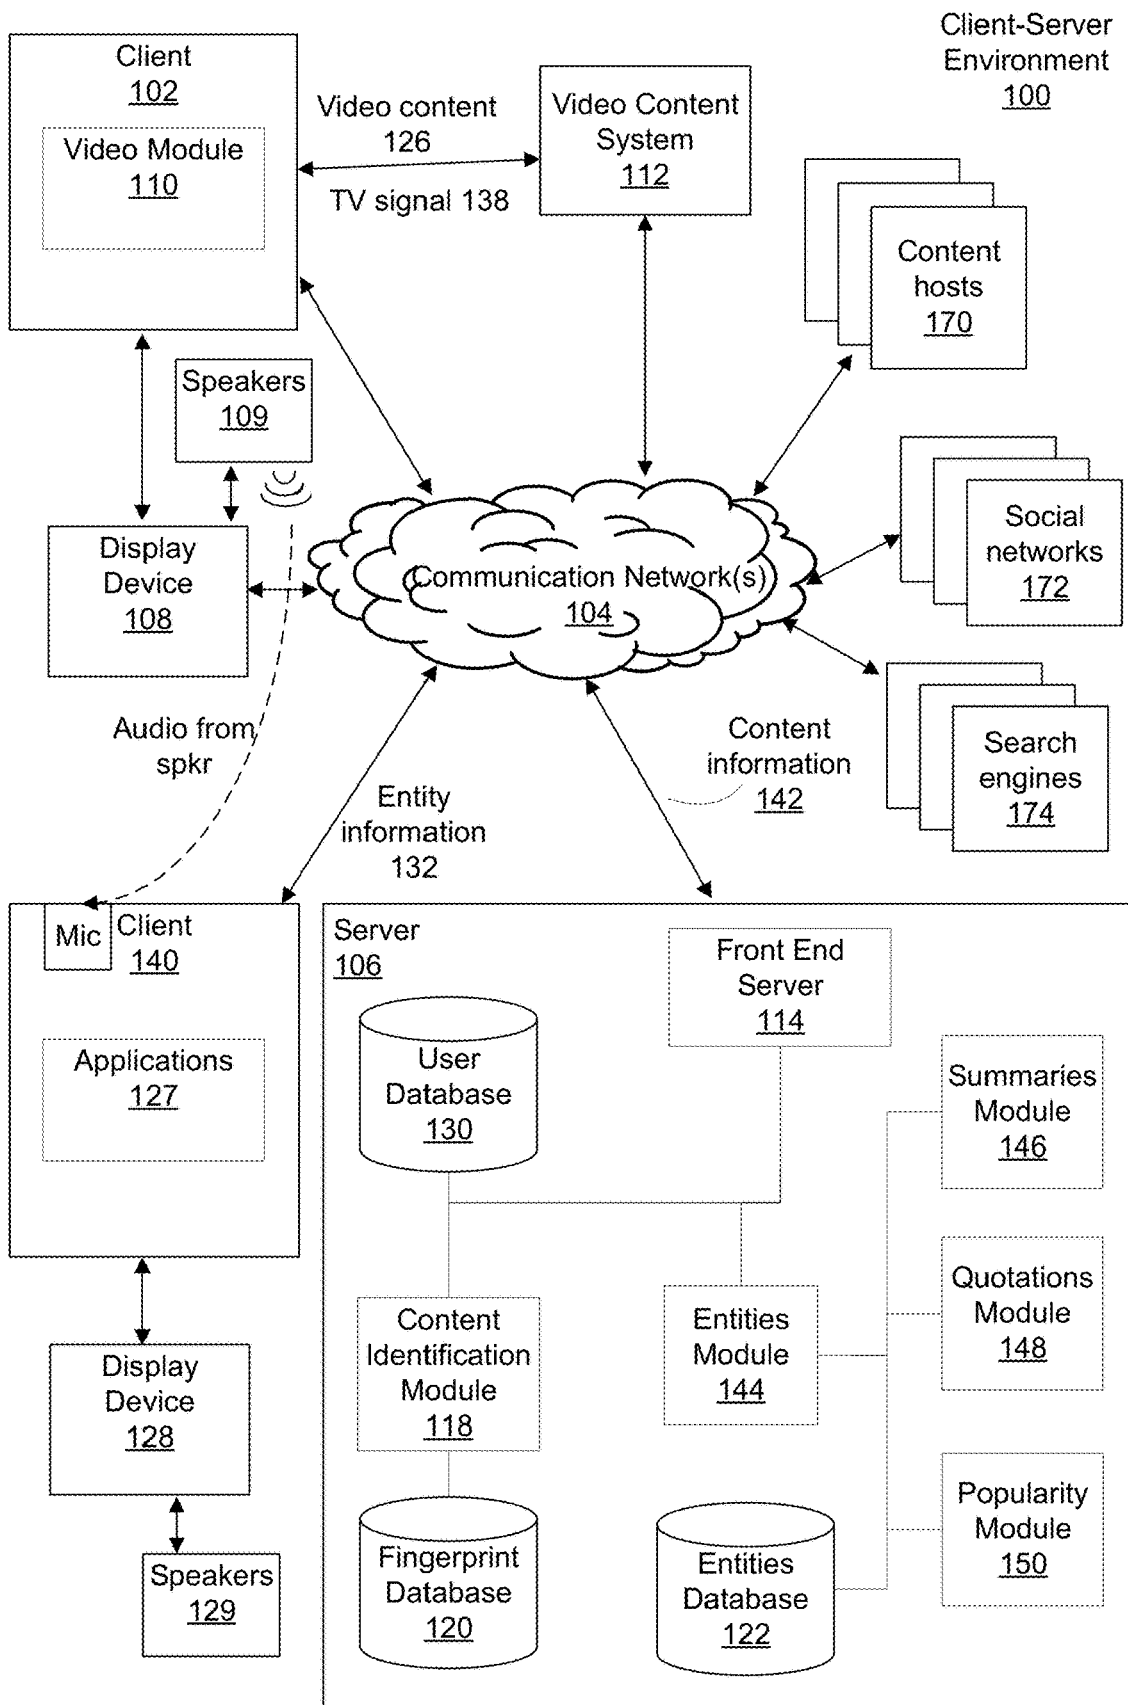 Client-Server
Environment
100
Client
102
Video Module
110
Video content
126
TV signal 138
Video Content
System
112
Content
hosts
170
Speakers
109
Social
networks
172
Display
Device
108
Communication Network(s)
104
Search
engines
174
Audio from
spkr
Content
information
142
Entity
information
132
Mic
Client
140
Applications
127
Display
Device
128
Speakers
129
Server
106
Front End
Server
114
User
Database
130
Summaries
Module
146
Content
Identification
Module
118
Entities
Module
144
Quotations
Module
148
Fingerprint
Database
120
Entities
Database
122
Popularity
Module
150